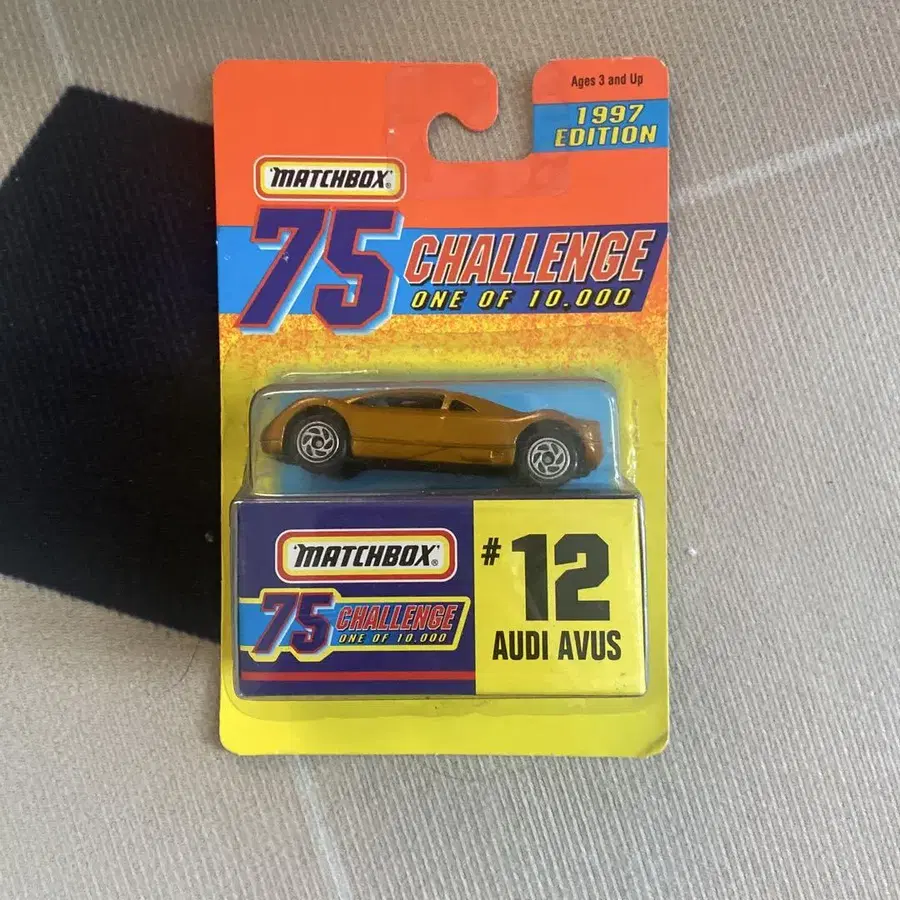 Ages 3 and Up
1997
EDITION
MATCHBOX®
75 CHALLENGE
ONE OF 10,000
MATCHBOX®
75 CHALLENGE
ONE OF 10,000
#12
AUDI AVUS